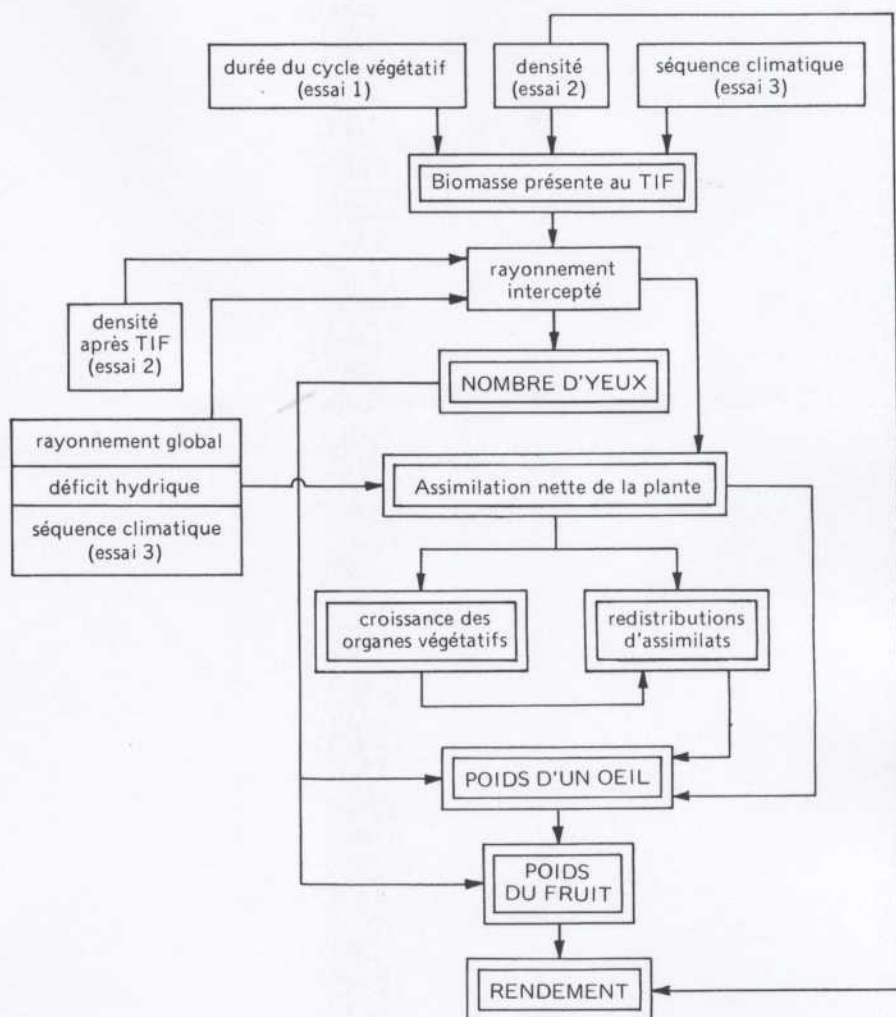 durée du cycle végétatif
(essai 1)
densité
(essai 2)
séquence climatique
(essai 3)
Biomasse présente au TIF
rayonnement
intercepté
densité
après TIF
(essai 2)
NOMBRE D'YEUX
rayonnement global
déficit hydrique
séquence climatique
(essai 3)
Assimilation nette de la plante
croissance des
organes végétatifs
redistributions
d'assimilats
POIDS D'UN OEIL
POIDS
DU FRUIT
RENDEMENT